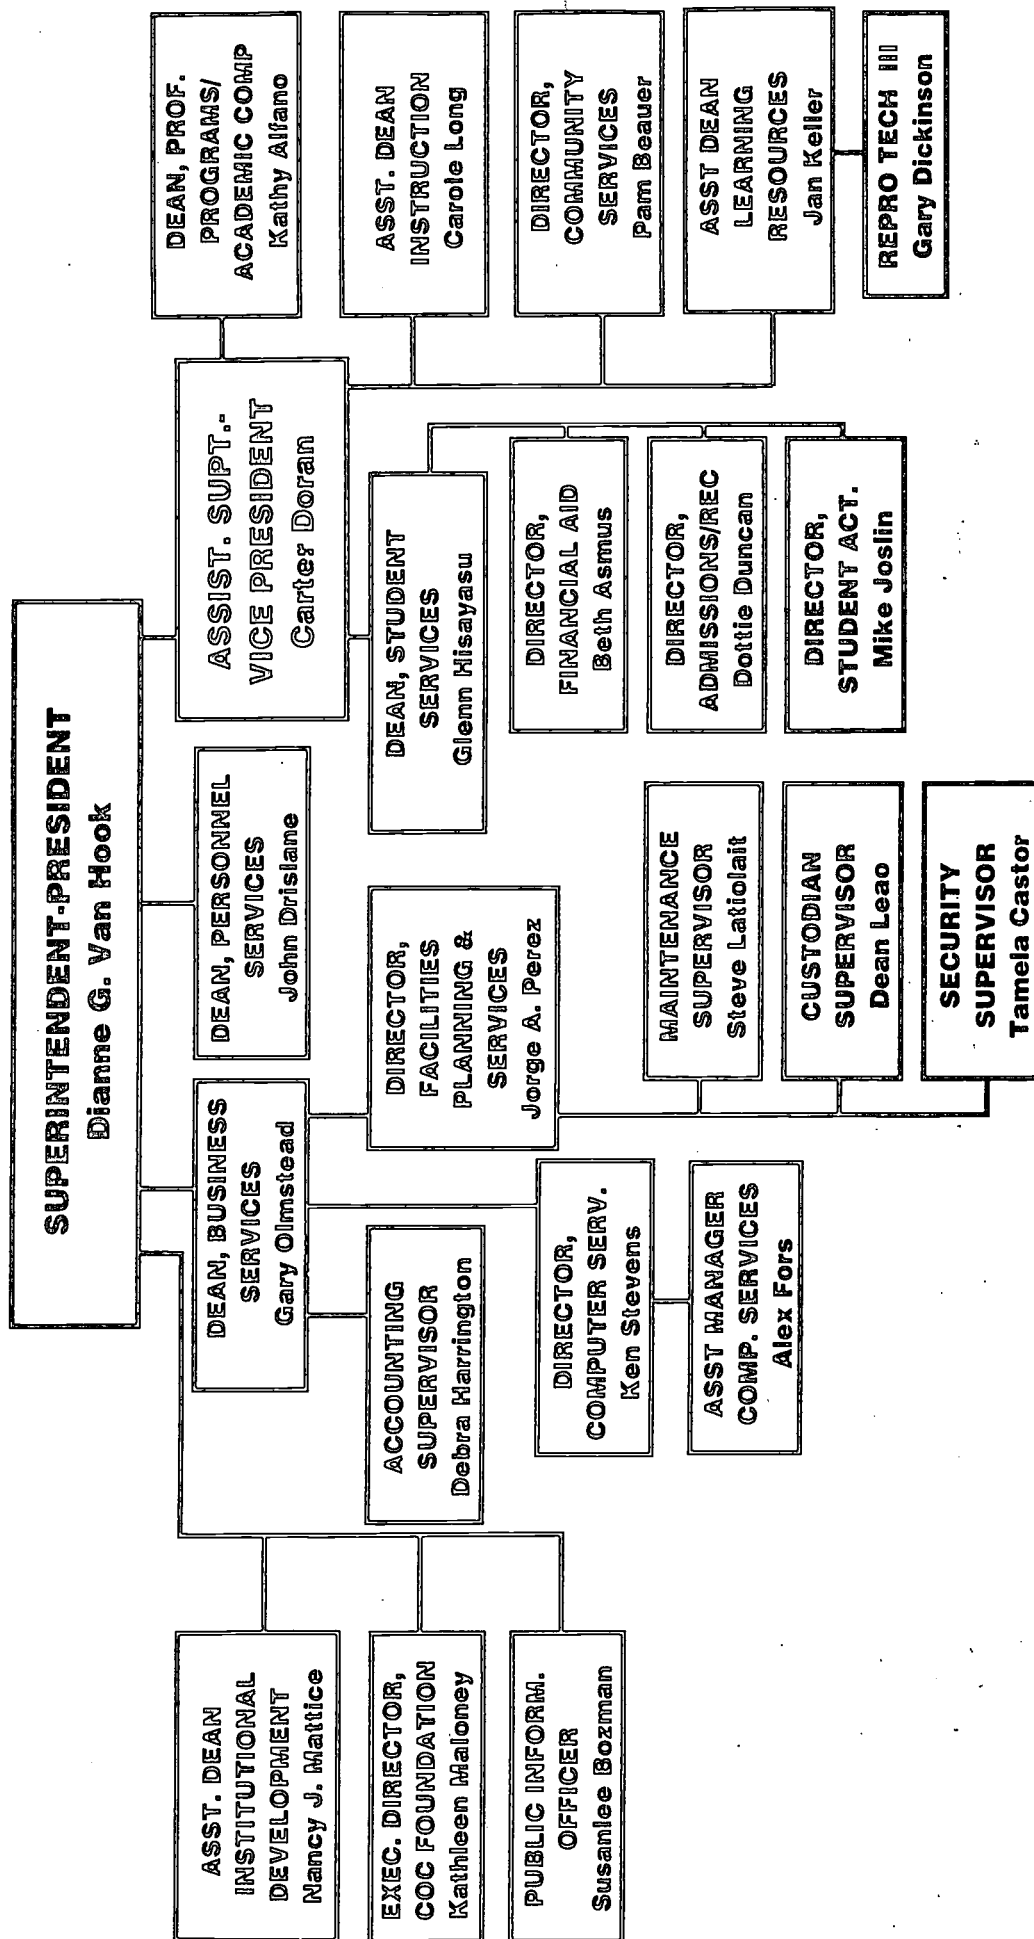 SUPERINTENDENT-PRESIDENT
Dianne G. Van Hook
ASST. DEAN
INSTITUTIONAL
DEVELOPMENT
Nancy J. Mattice
EXEC. DIRECTOR,
COC FOUNDATION
Kathleen Maloney
PUBLIC INFORM.
OFFICER
Susanlee Bozman
DEAN, BUSINESS
SERVICES
Gary Olmstead
ACCOUNTING
SUPERVISOR
Debra Harrington
DIRECTOR,
COMPUTER SERV.
Ken Stevens
ASST MANAGER
COMP. SERVICES
Alex Fors
DIRECTOR,
FACILITIES
PLANNING &
SERVICES
Jorge A. Perez
MAINTENANCE
SUPERVISOR
Steve Latiolait
CUSTODIAN
SUPERVISOR
Dean Leao
SECURITY
SUPERVISOR
Tamela Castor
DEAN, PERSONNEL
SERVICES
John Drislane
ASSIST. SUPT.-
VICE PRESIDENT
Carter Doran
DEAN, STUDENT
SERVICES
Glenn Hisayasu
DIRECTOR,
FINANCIAL AID
Beth Asmus
DIRECTOR,
ADMISSIONS/REC
Dottie Duncan
DIRECTOR,
STUDENT ACT.
Mike Joslin
DEAN, PROF.
PROGRAMS/
ACADEMIC COMP
Kathy Alfano
ASST. DEAN
INSTRUCTION
Carole Long
DIRECTOR,
COMMUNITY
SERVICES
Pam Beauer
ASST DEAN
LEARNING
RESOURCES
Jan Keller
REPRO TECH III
Gary Dickinson